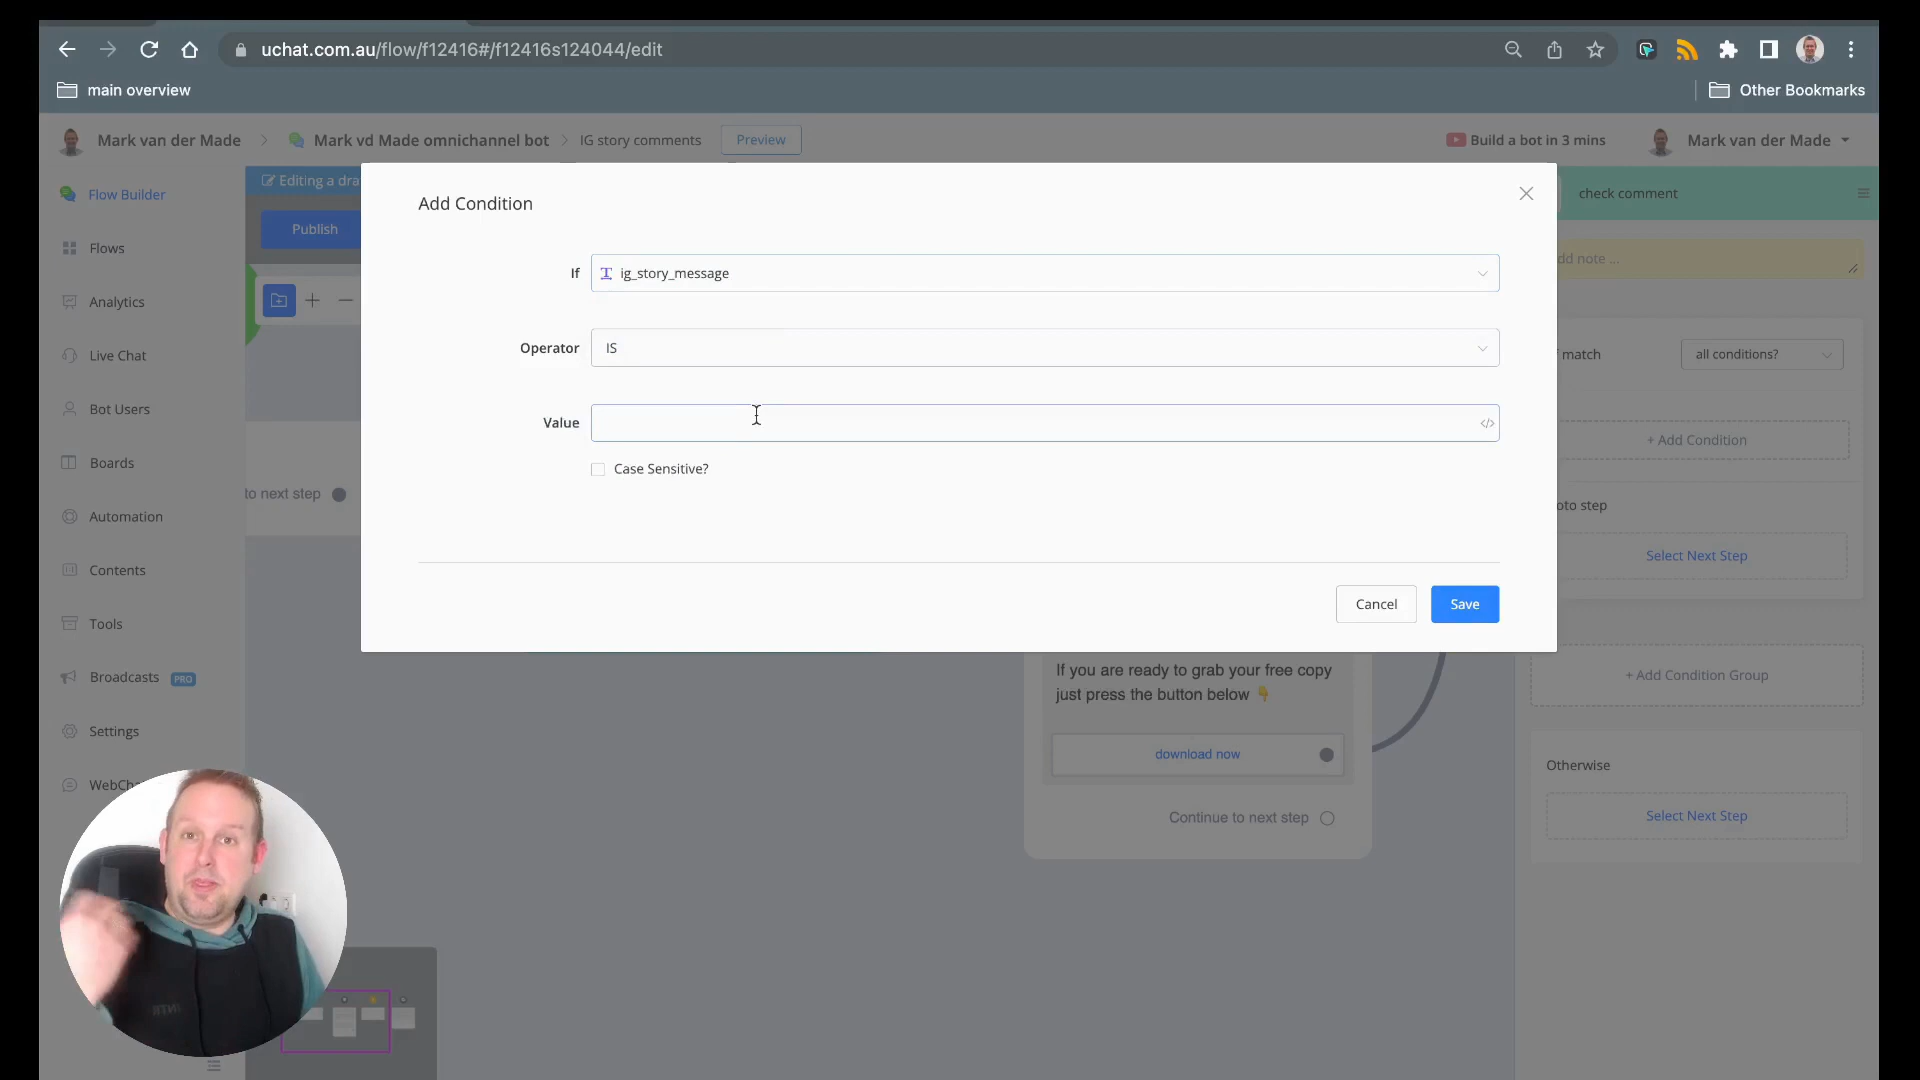 uchat.com.au/flow/f12416#/f12416s124044/edit
main overview
Other Bookmarks
Mark van der Made
Mark vd Made omnichannel bot
IG story comments
Preview
Build a bot in 3 mins
Mark van der Made
Flow Builder
Flows
Analytics
Live Chat
Bot Users
Boards
Automation
Contents
Tools
Broadcasts PRO
Settings
WebCh
Editing a dra
Publish
to next step
Add Condition
If
ig_story_message
Operator
IS
Value
</>
Case Sensitive?
Cancel
Save
If you are ready to grab your free copy
just press the button below 👇
download now
Continue to next step
check comment
dd note ...
match
all conditions?
+ Add Condition
oto step
Select Next Step
+ Add Condition Group
Otherwise
Select Next Step